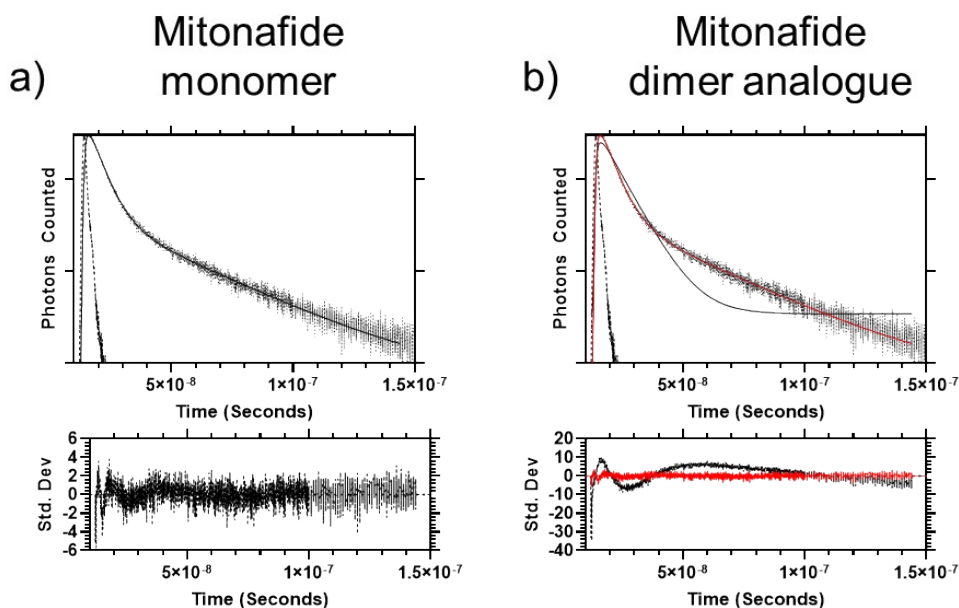 Mitonafide
monomer
a)
Photons Counted
5×10⁻⁸
1×10⁻⁷
1.5×10⁻⁷
Time (Seconds)
Std. Dev
6
4
2
0
-2
-4
-6
5×10⁻⁸
1×10⁻⁷
1.5×10⁻⁷
Time (Seconds)
Mitonafide
dimer analogue
b)
Photons Counted
5×10⁻⁸
1×10⁻⁷
1.5×10⁻⁷
Time (Seconds)
Std. Dev
20
10
0
-10
-20
-30
-40
5×10⁻⁸
1×10⁻⁷
1.5×10⁻⁷
Time (Seconds)